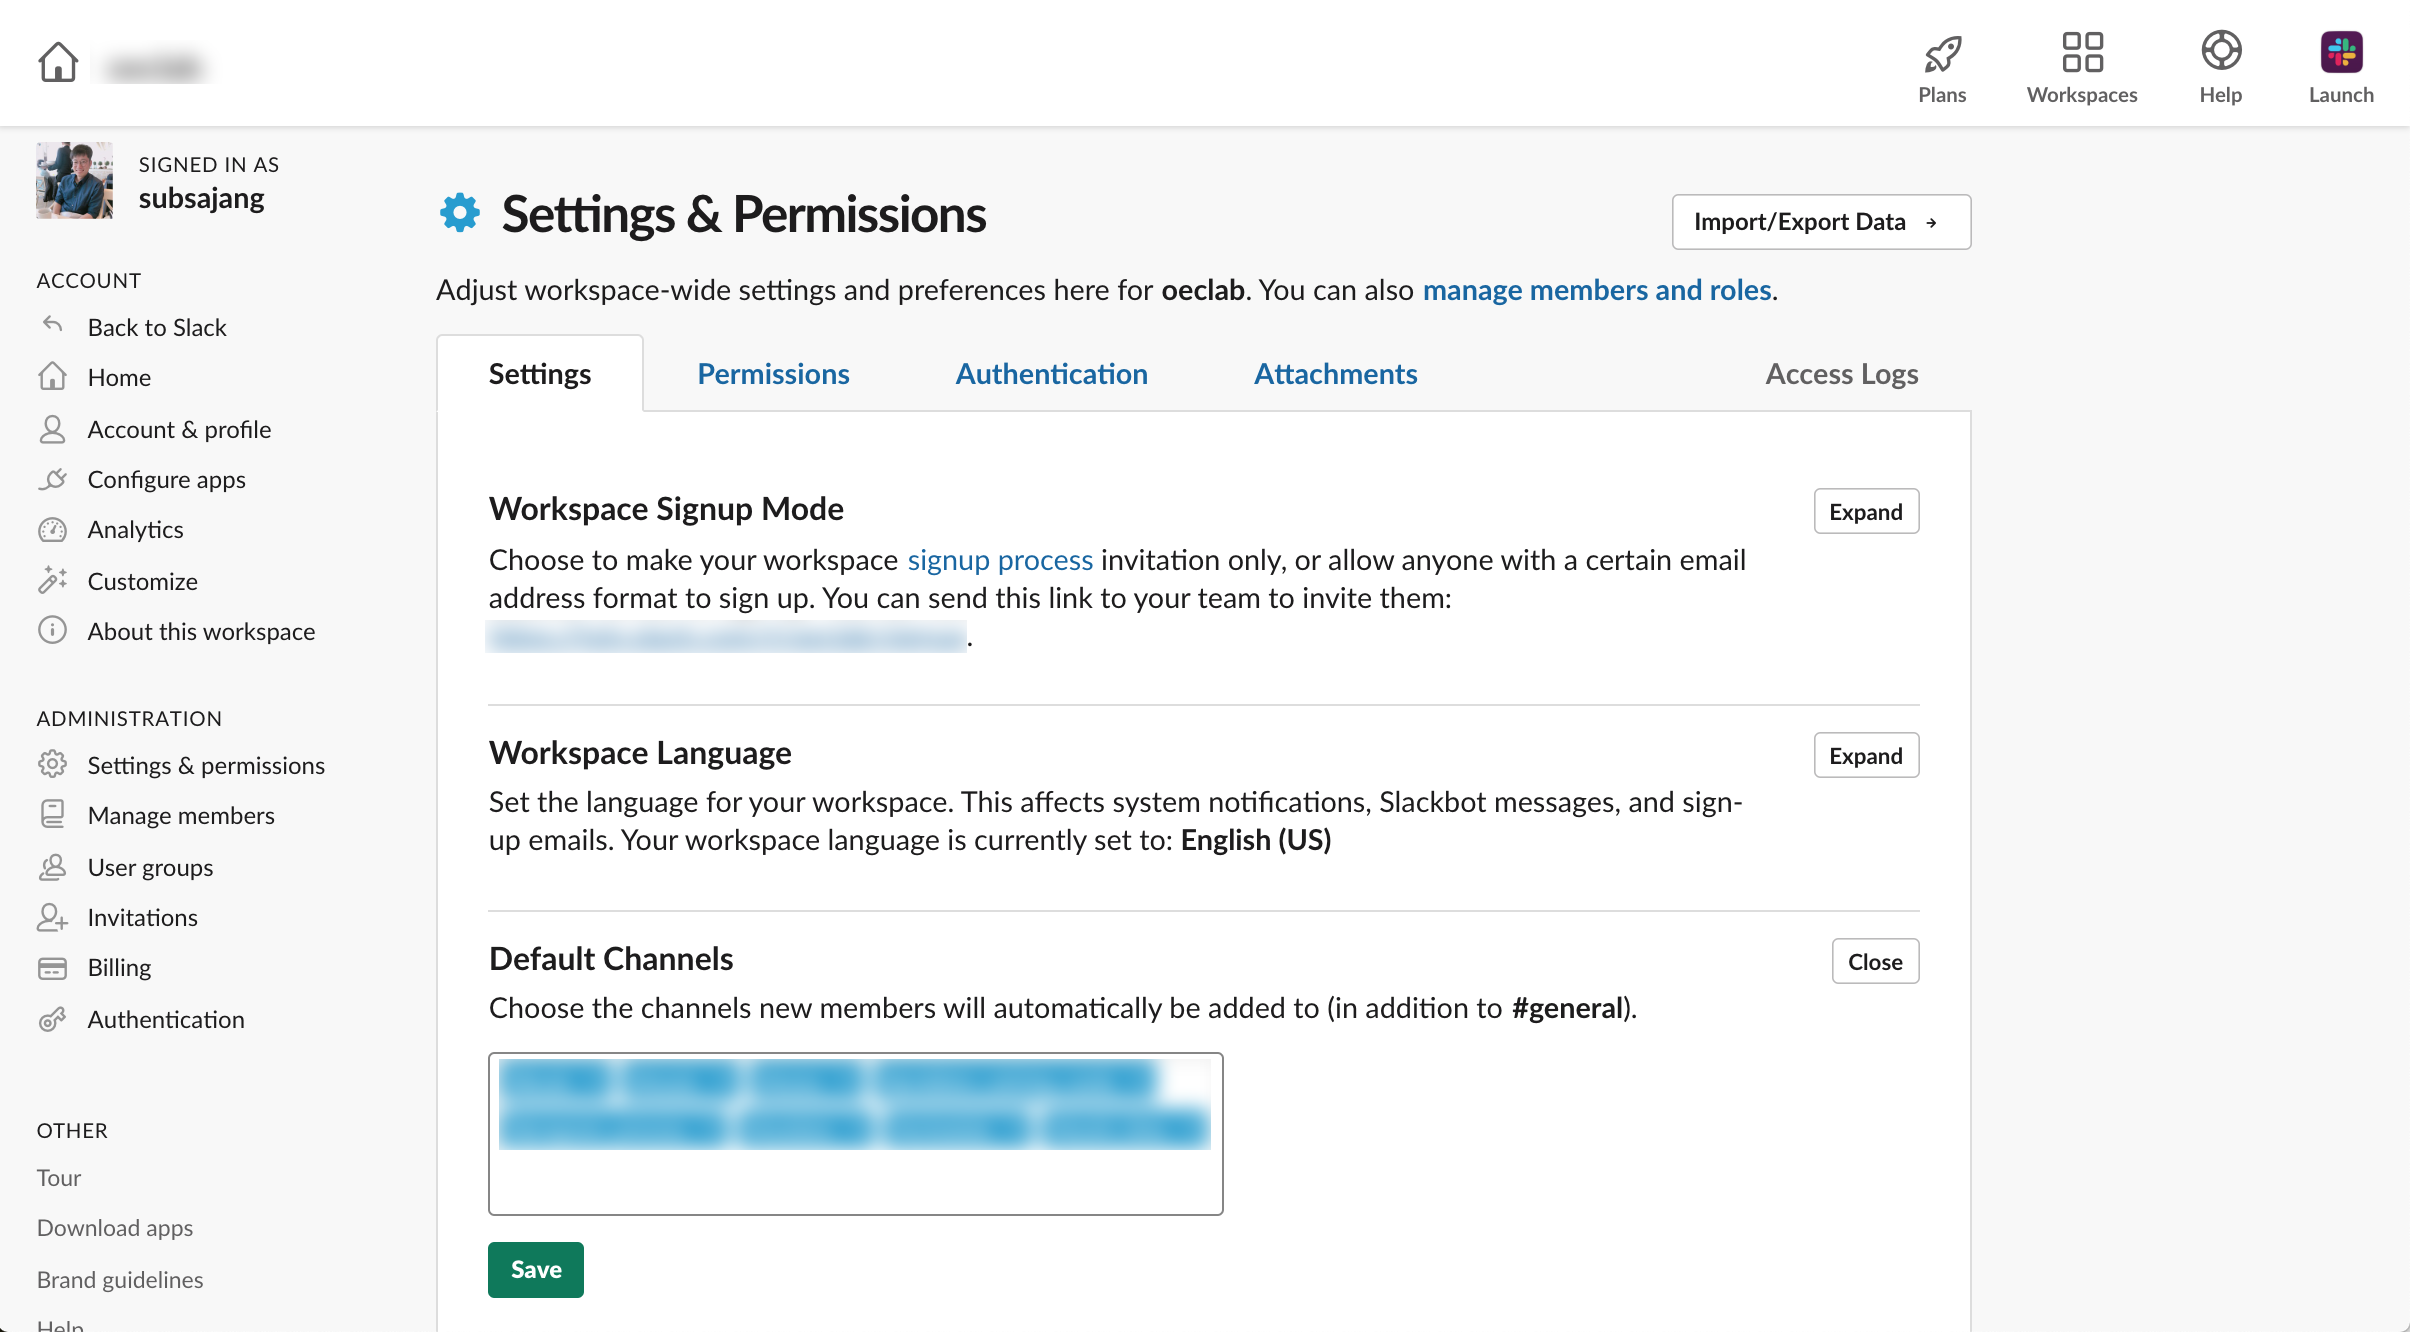 Plans
Workspaces
Help
Launch
SIGNED IN AS
subsajang
ACCOUNT
Back to Slack
Home
Account & profile
Configure apps
Analytics
Customize
About this workspace
ADMINISTRATION
Settings & permissions
Manage members
User groups
Invitations
Billing
Authentication
OTHER
Tour
Download apps
Brand guidelines
Help
Settings & Permissions
Import/Export Data →
Adjust workspace-wide settings and preferences here for oeclab. You can also manage members and roles.
Settings
Permissions
Authentication
Attachments
Access Logs
Workspace Signup Mode
Expand
Choose to make your workspace signup process invitation only, or allow anyone with a certain email
address format to sign up. You can send this link to your team to invite them:
.
Workspace Language
Expand
Set the language for your workspace. This affects system notifications, Slackbot messages, and sign-
up emails. Your workspace language is currently set to: English (US)
Default Channels
Close
Choose the channels new members will automatically be added to (in addition to #general).
Save